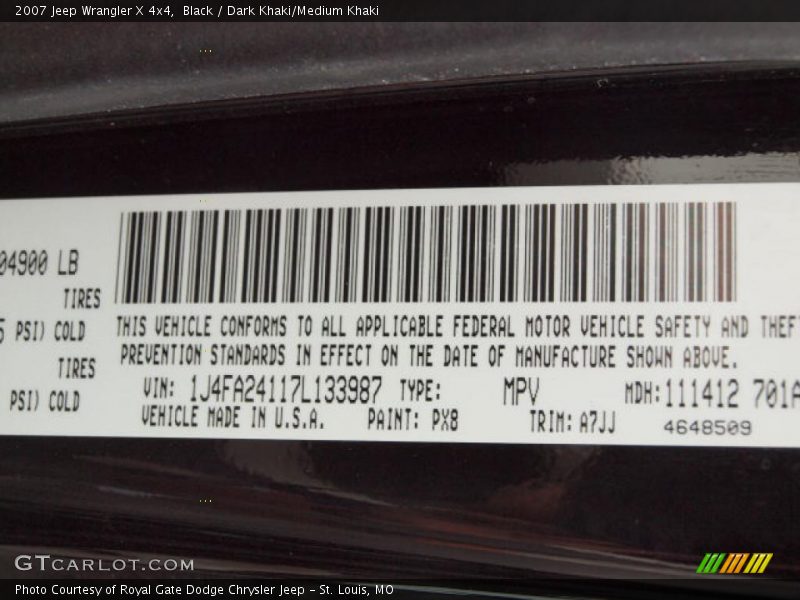 2007 Jeep Wrangler X 4x4,  Black / Dark Khaki/Medium Khaki
04900 LB
TIRES
5 PSI) COLD
TIRES
PSI) COLD
THIS VEHICLE CONFORMS TO ALL APPLICABLE FEDERAL MOTOR VEHICLE SAFETY AND THEFT
PREVENTION STANDARDS IN EFFECT ON THE DATE OF MANUFACTURE SHOWN ABOVE.
VIN: 1J4FA24117L133987 TYPE: MPV MDH:111412 701A
VEHICLE MADE IN U.S.A. PAINT: PX8 TRIM: A7JJ 4648509
GTCARLOT.COM
Photo Courtesy of Royal Gate Dodge Chrysler Jeep - St. Louis, MO